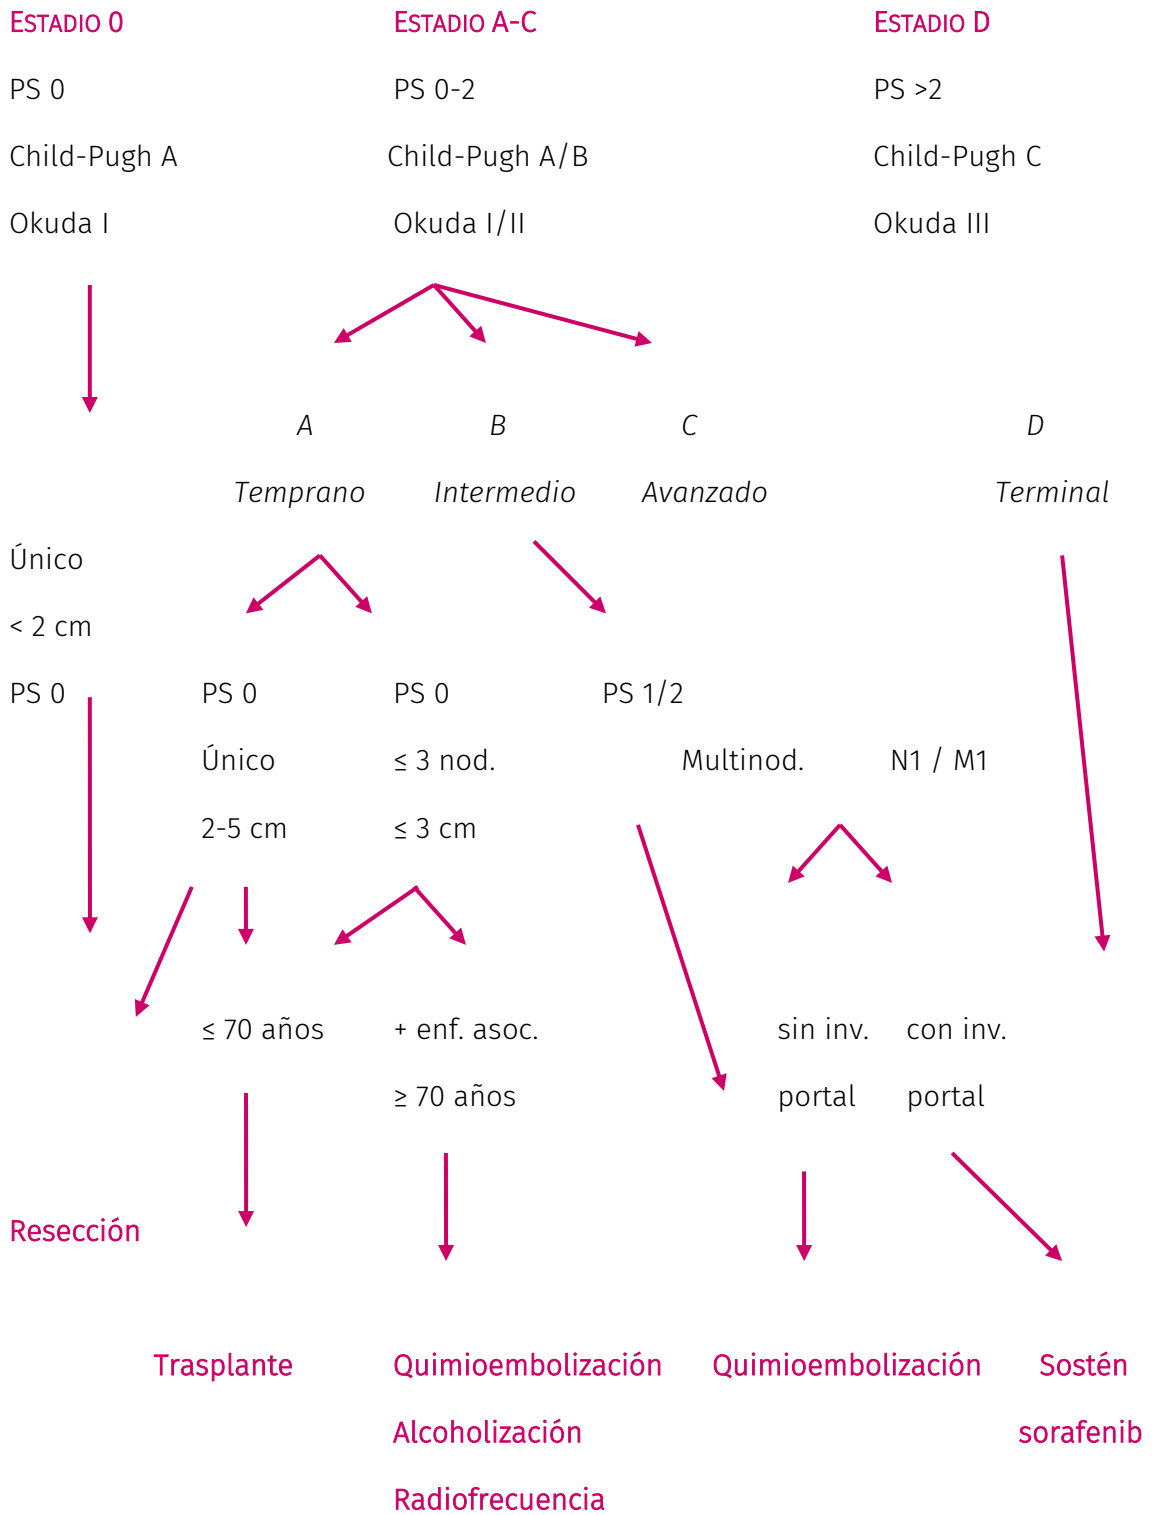 ESTADIO 0 ESTADIO A-C ESTADIO D
PS 0 PS 0-2 PS >2
Child-Pugh A Child-Pugh A/B Child-Pugh C
Okuda I Okuda I/II Okuda III
A B C D
Temprano Intermedio Avanzado Terminal
Único
< 2 cm
PS 0 PS 0 PS 0 PS 1/2
Único ≤ 3 nod. Multinod. N1 / M1
2-5 cm ≤ 3 cm
≤ 70 años + enf. asoc. sin inv. con inv.
≥ 70 años portal portal
Resección
Trasplante Quimioembolización Quimioembolización Sostén
Alcoholización sorafenib
Radiofrecuencia